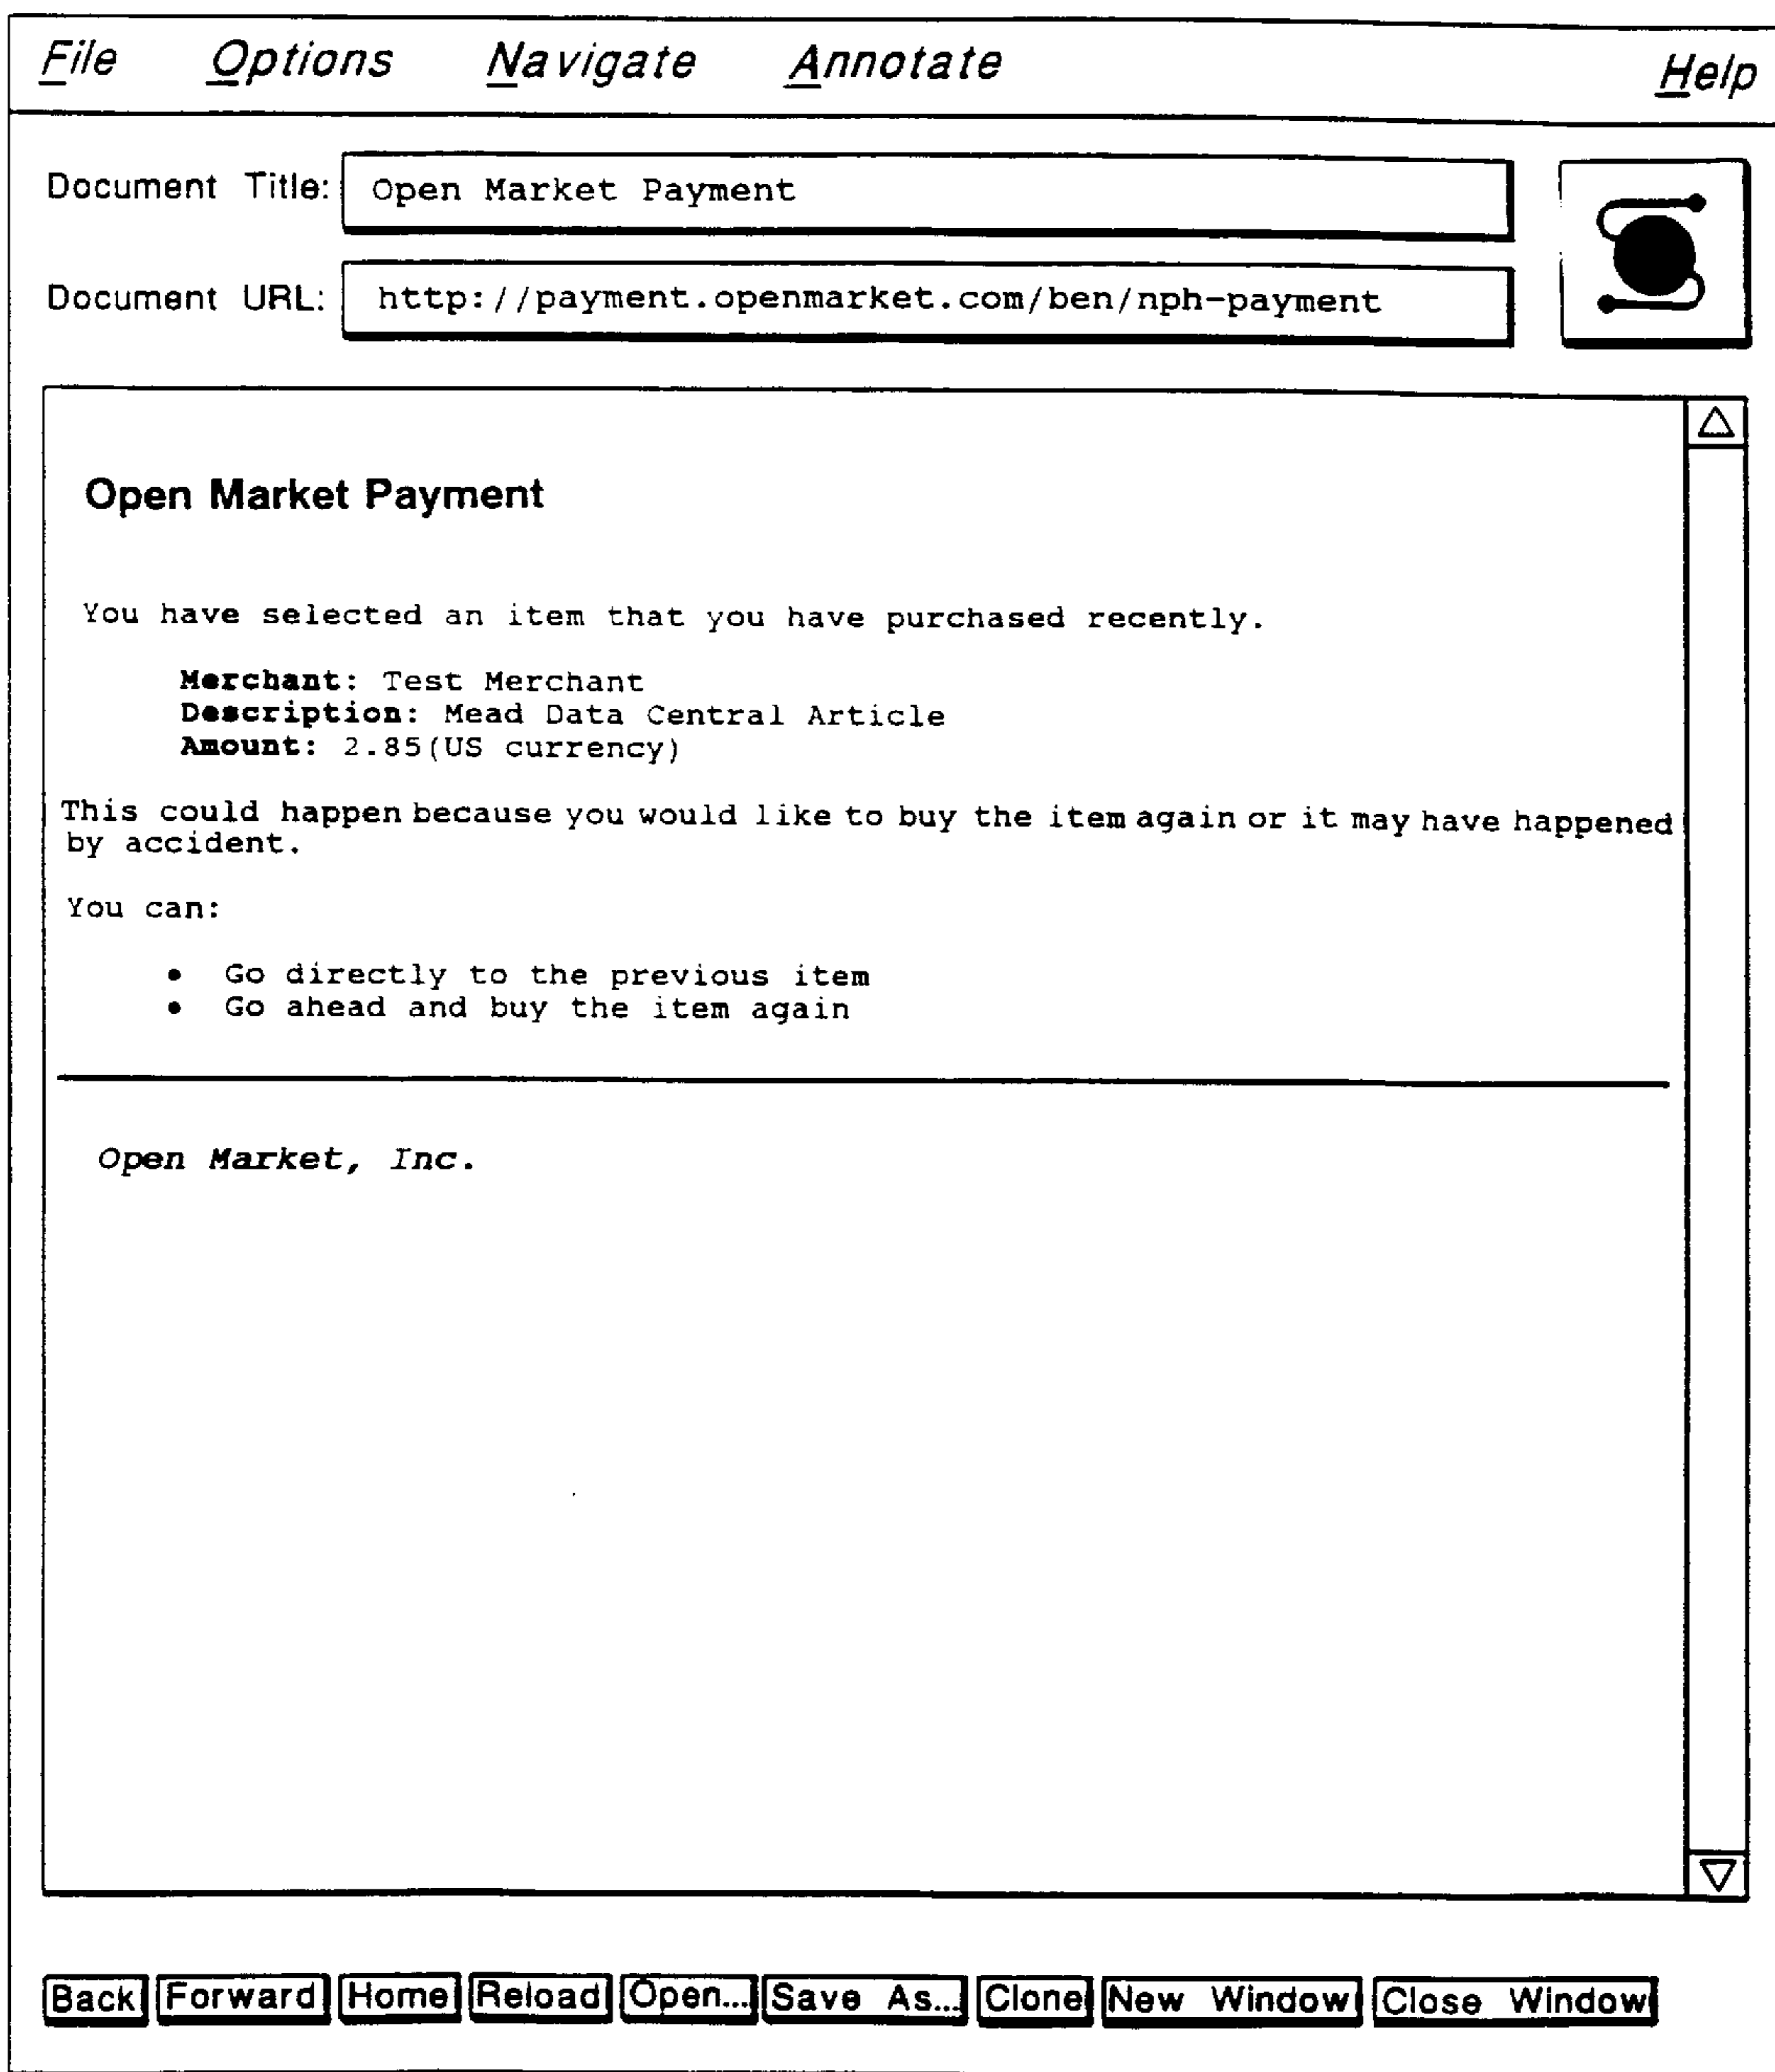 File Options Navigate Annotate Help
Document Title: Open Market Payment
Document URL: http://payment.openmarket.com/ben/nph-payment
Open Market Payment
You have selected an item that you have purchased recently.
Merchant: Test Merchant
Description: Mead Data Central Article
Amount: 2.85(US currency)
This could happen because you would like to buy the item again or it may have happened
by accident.
You can:
• Go directly to the previous item
• Go ahead and buy the item again
Open Market, Inc.
Back Forward Home Reload Open... Save As... Clone New Window Close Window